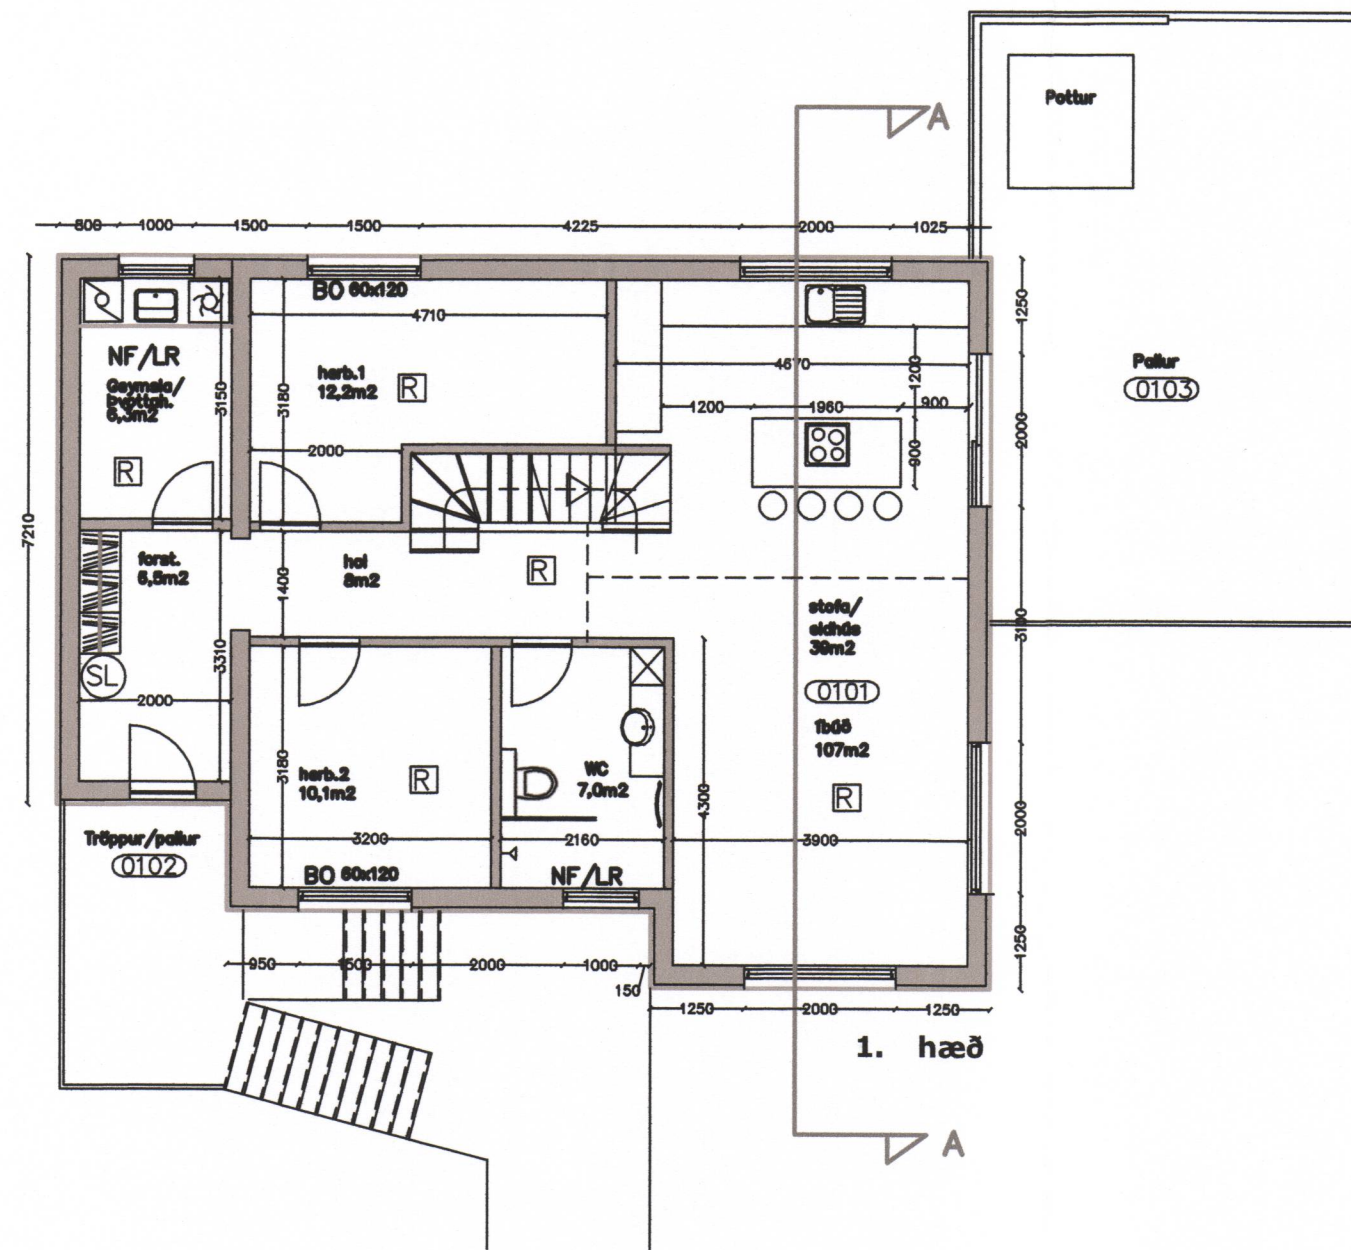 A
Pottur
800 1000 1500 1500 4225 2000 1025
BO 60x120
4710
1250
NF/LR
Geymsla/
Þvottah.
6,3m2
R
3150
3180
herb.1
12,2m2
R
4670
1200
1200 1960 900
900
2000
Pallur
0103
2000
7210
forst.
6,5m2
hol
8m2
R
1400
3310
SL
2000
stofa/
eldhús
39m2
0101
Íbúð
107m2
R
3100
3180
herb.2
10,1m2
R
WC
7,0m2
4300
2000
3200 2160 3900
Tröppur/pallur
0102
BO 60x120
NF/LR
950 1500 2000 1000
150
1250
1250 2000 1250
1. hæð
A